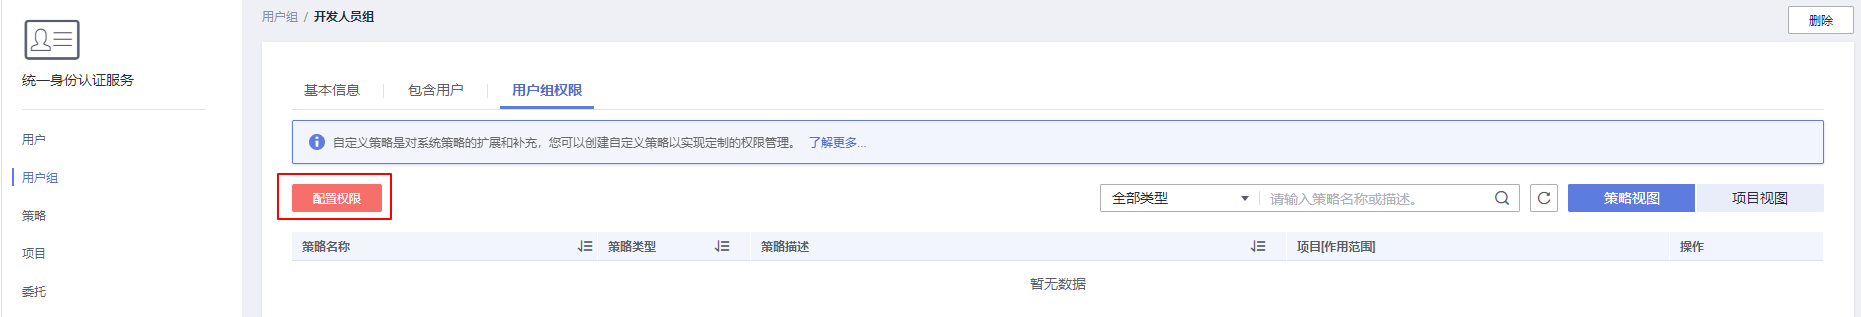 用户组 / 开发人员组
删除
统一身份认证服务
用户
用户组
策略
项目
委托
基本信息 包含用户 用户组权限
自定义策略是对系统策略的扩展和补充，您可以创建自定义策略以实现定制的权限管理。 了解更多...
配置权限 全部类型 请输入策略名称或描述。 策略视图 项目视图
策略名称 策略类型 策略描述 项目[作用范围] 操作
暂无数据